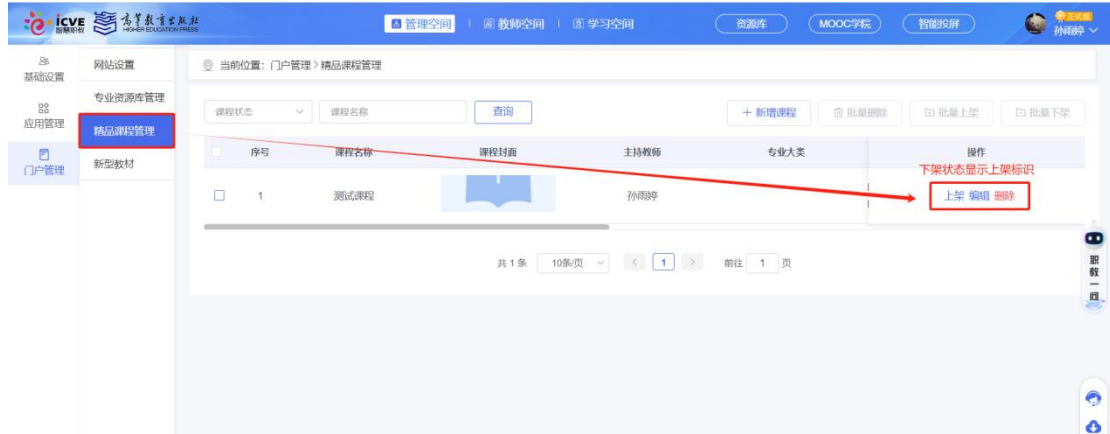 icve 智慧职教 高等教育出版社 HIGHER EDUCATION PRESS 管理空间 教师空间 学习空间 资源库 MOOC学院 智能投屏 正式版 孙雨婷
基础设置
应用管理
门户管理
网站设置
专业资源库管理
精品课程管理
新型教材
当前位置：门户管理 > 精品课程管理
课程状态 课程名称 查询 + 新增课程 批量删除 批量上架 批量下架
序号 课程名称 课程封面 主持教师 专业大类 操作
下架状态显示上架标识
1 测试课程 孙雨婷 上架 编辑 删除
共 1 条 10条/页 < 1 > 前往 1 页
职教一问